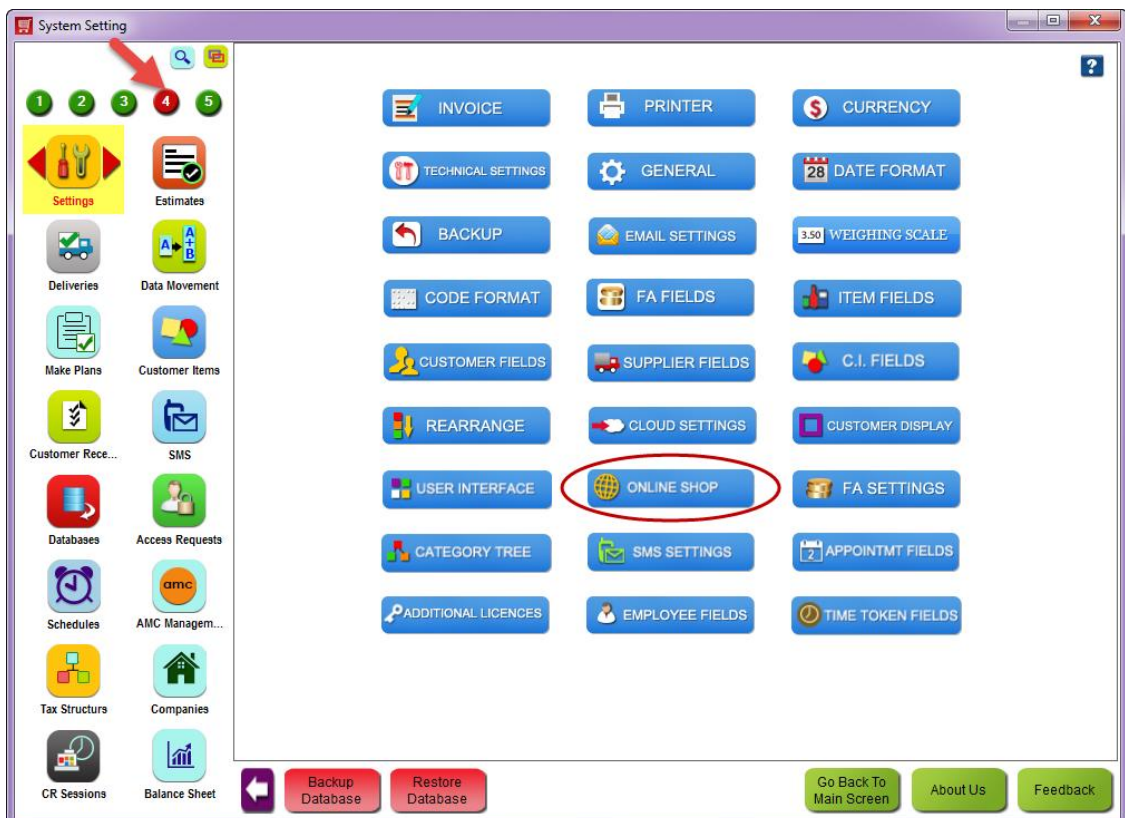 System Setting
1 2 3 4 5
Settings
Estimates
Deliveries
Data Movement
A A+B
Make Plans
Customer Items
Customer Rece...
SMS
Databases
Access Requests
Schedules
AMC Managem...
amc
Tax Structurs
Companies
CR Sessions
Balance Sheet
?
INVOICE
PRINTER
$ CURRENCY
TECHNICAL SETTINGS
GENERAL
28 DATE FORMAT
BACKUP
EMAIL SETTINGS
3.50 WEIGHING SCALE
CODE FORMAT
FA FIELDS
ITEM FIELDS
CUSTOMER FIELDS
SUPPLIER FIELDS
C.I. FIELDS
REARRANGE
CLOUD SETTINGS
CUSTOMER DISPLAY
USER INTERFACE
ONLINE SHOP
FA SETTINGS
CATEGORY TREE
SMS SETTINGS
2 APPOINTMT FIELDS
ADDITIONAL LICENCES
EMPLOYEE FIELDS
TIME TOKEN FIELDS
Backup
Database
Restore
Database
Go Back To
Main Screen
About Us
Feedback